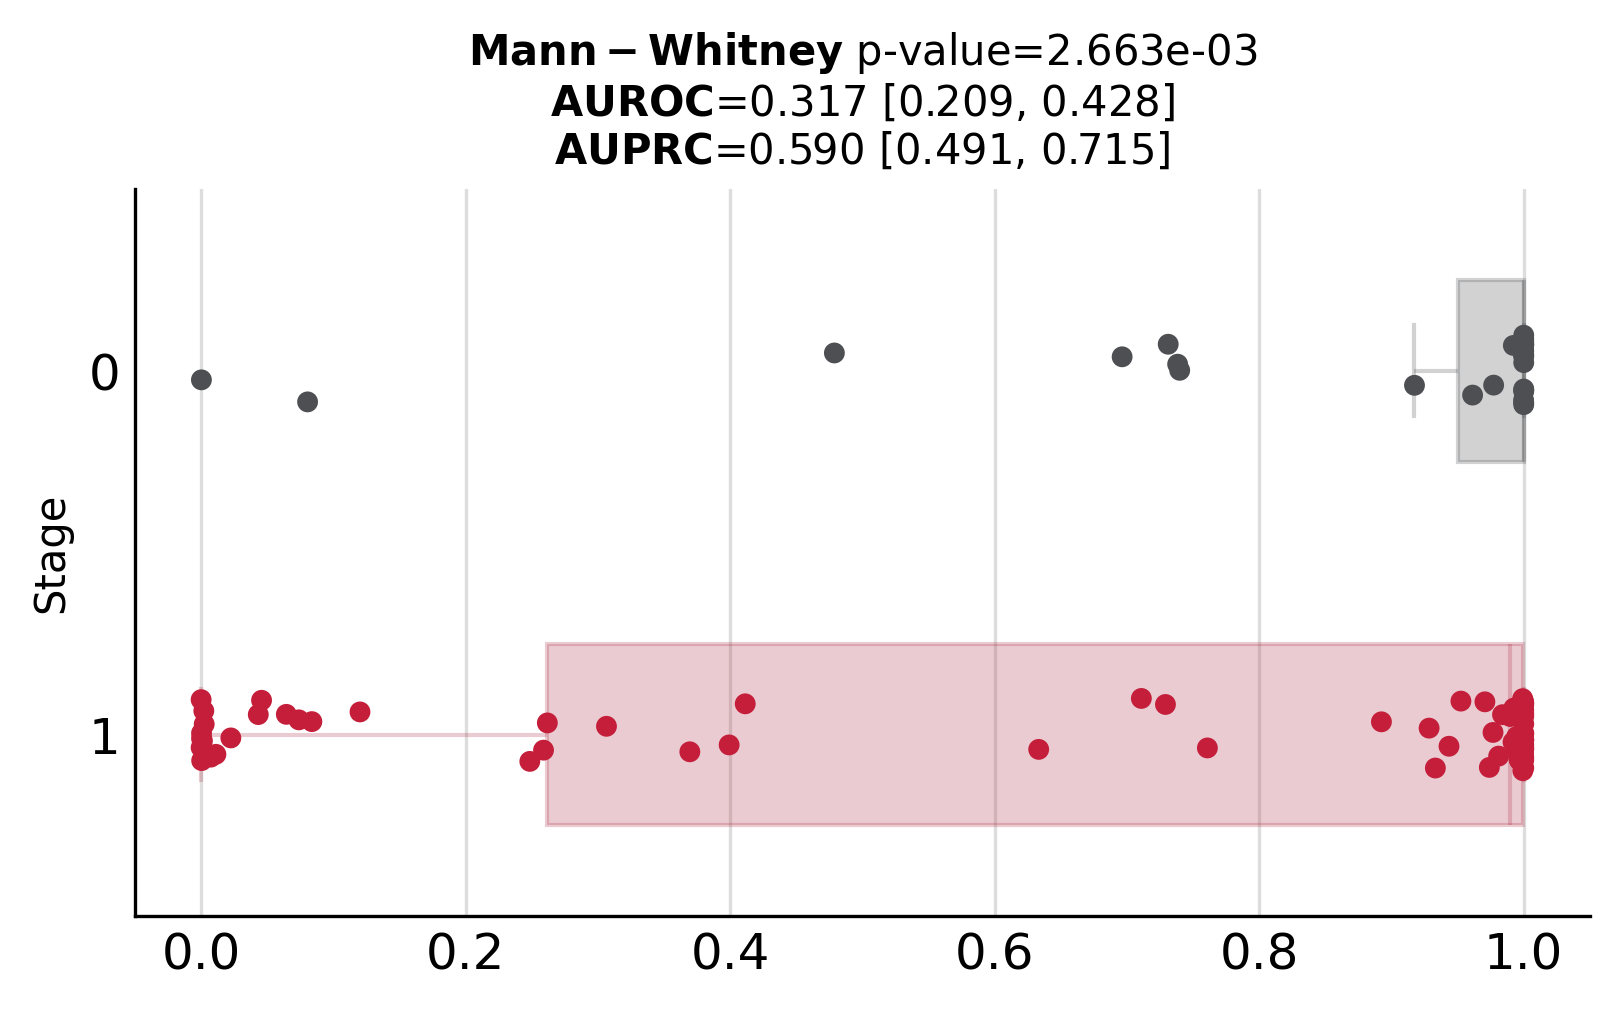 Mann − Whitney p-value=2.663e-03
AUROC=0.317 [0.209, 0.428]
AUPRC=0.590 [0.491, 0.715]
0
Stage
1
0.0 0.2 0.4 0.6 0.8 1.0